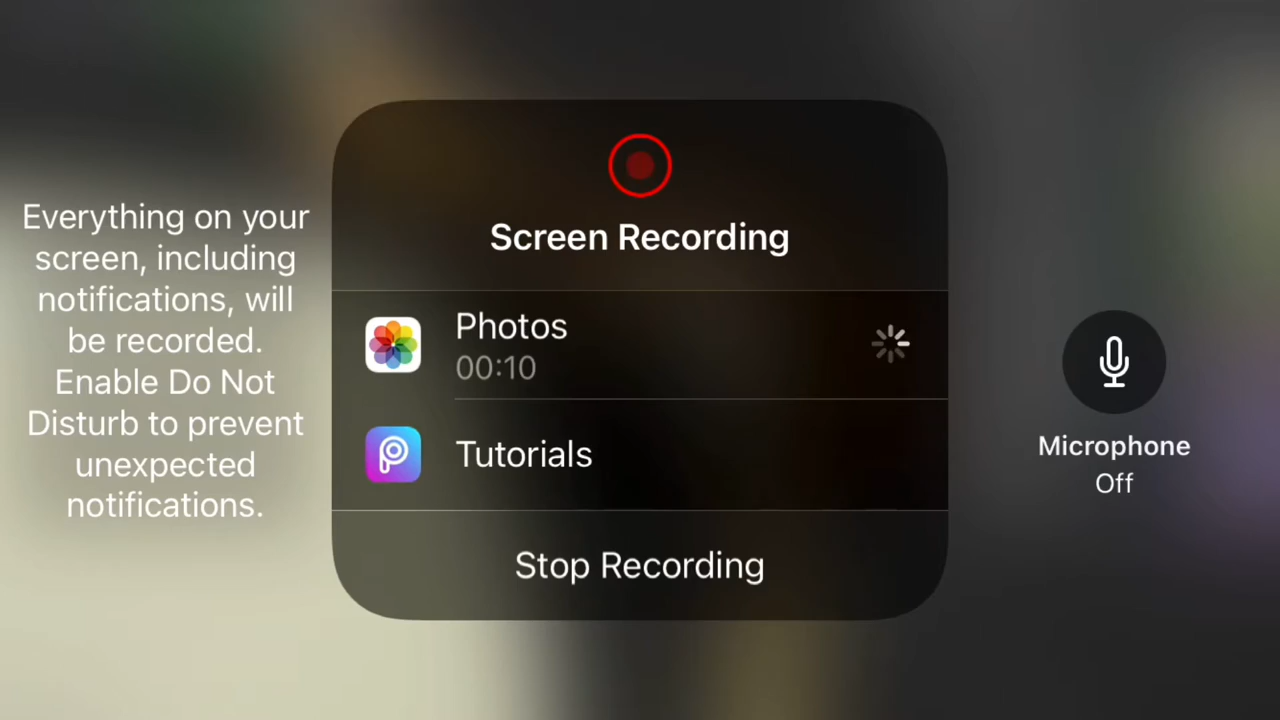 Everything on your
screen, including
notifications, will
be recorded.
Enable Do Not
Disturb to prevent
unexpected
notifications.
Screen Recording
Photos
00:10
Tutorials
Stop Recording
Microphone
Off